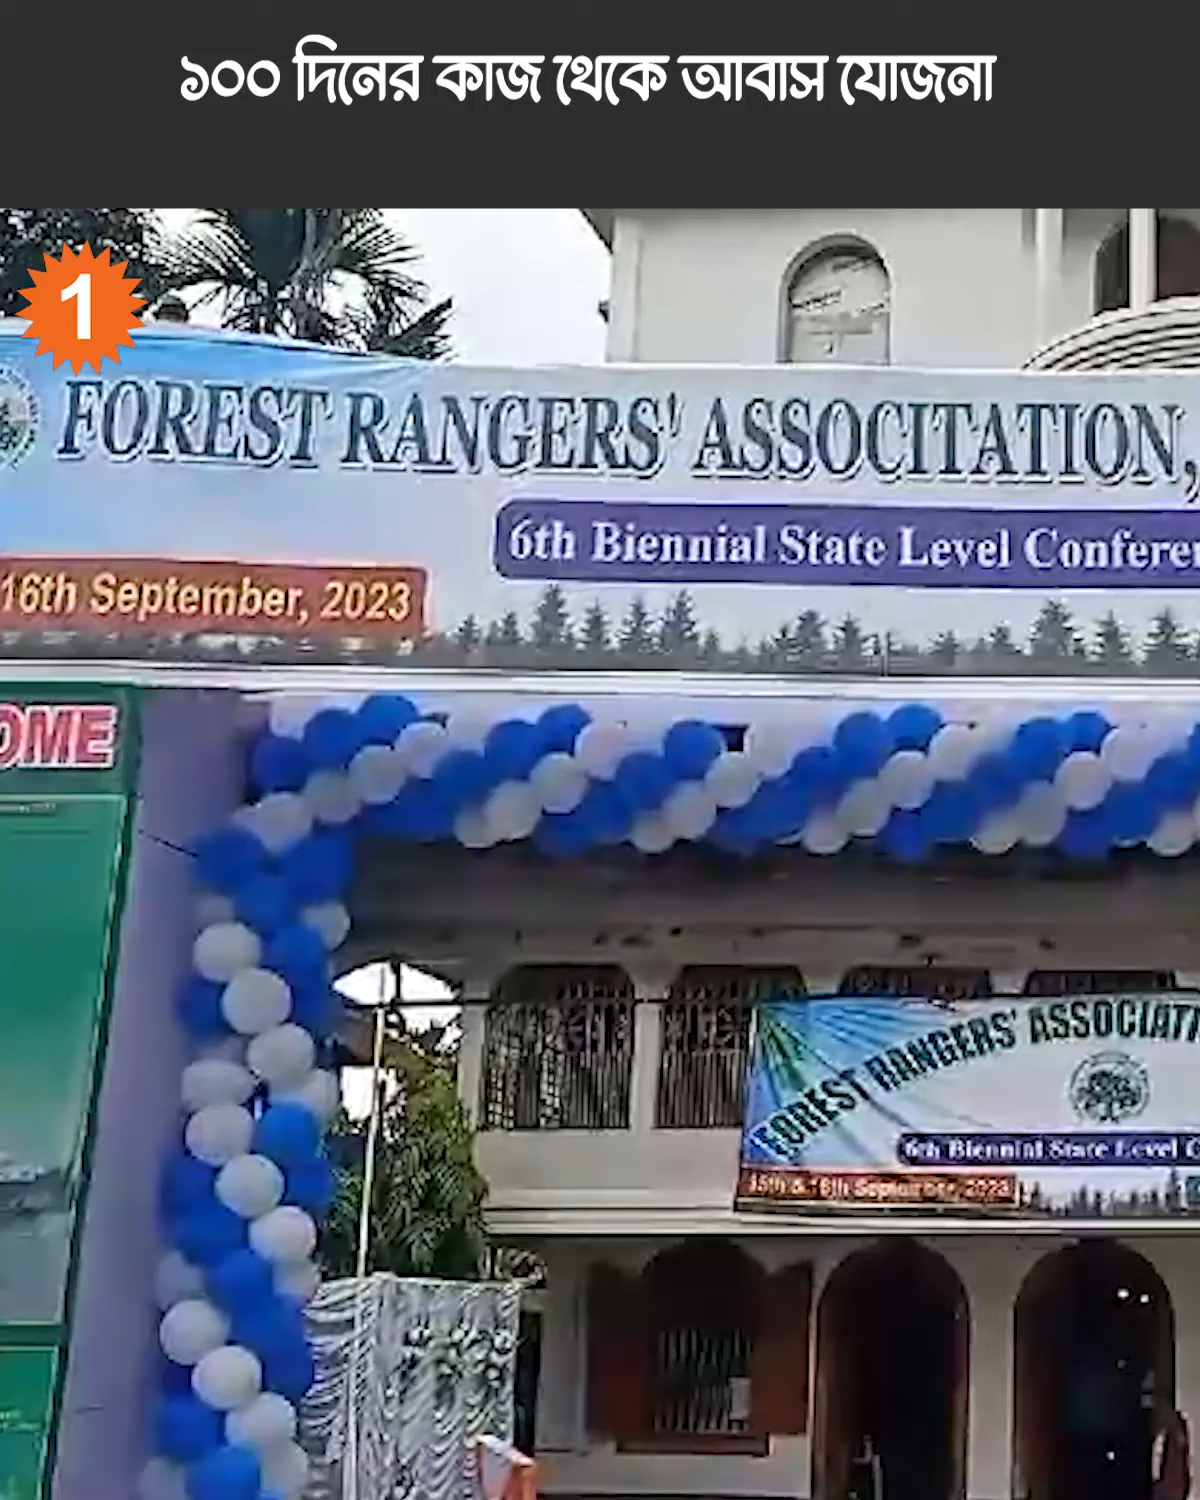 ১০০ দিনের কাজ থেকে আবাস যোজনা
1
FOREST RANGERS' ASSOCITATION,
6th Biennial State Level Conferen
16th September, 2023
OME
FOREST RANGERS' ASSOCIAT
6th Biennial State Level C
15th & 16th September, 2023